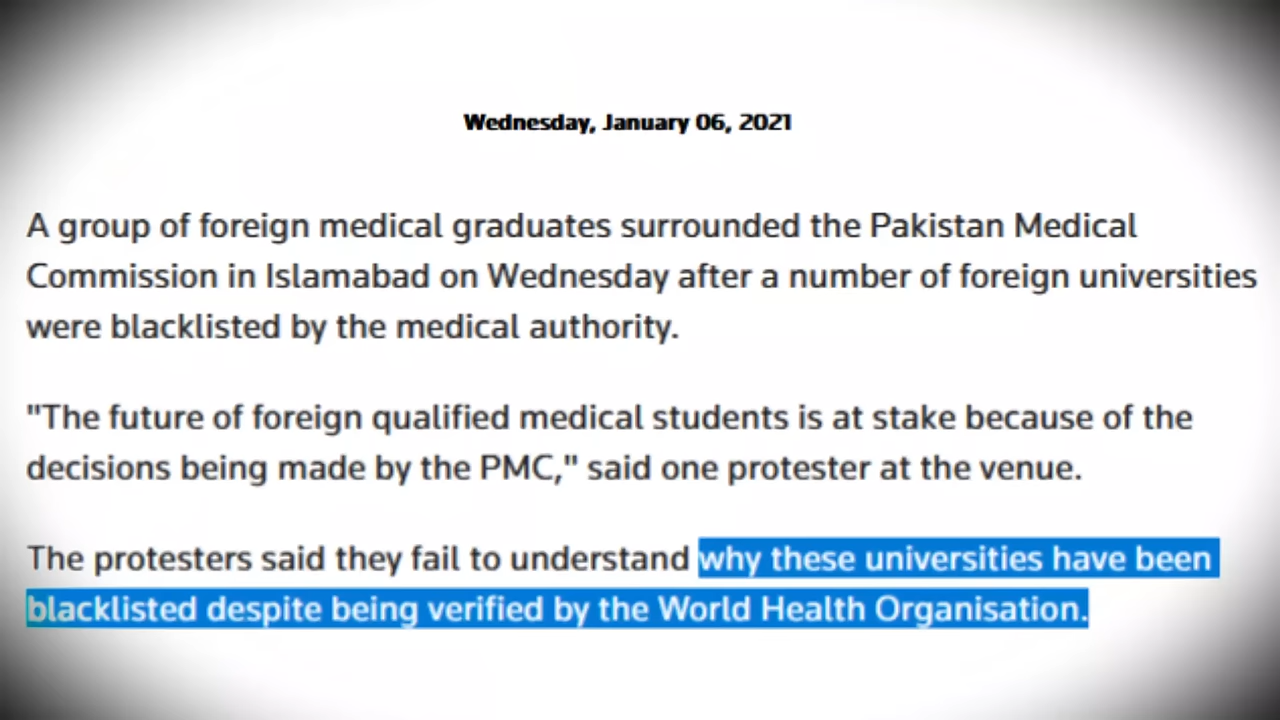 Wednesday, January 06, 2021
A group of foreign medical graduates surrounded the Pakistan Medical
Commission in Islamabad on Wednesday after a number of foreign universities
were blacklisted by the medical authority.
"The future of foreign qualified medical students is at stake because of the
decisions being made by the PMC," said one protester at the venue.
The protesters said they fail to understand why these universities have been
blacklisted despite being verified by the World Health Organisation.